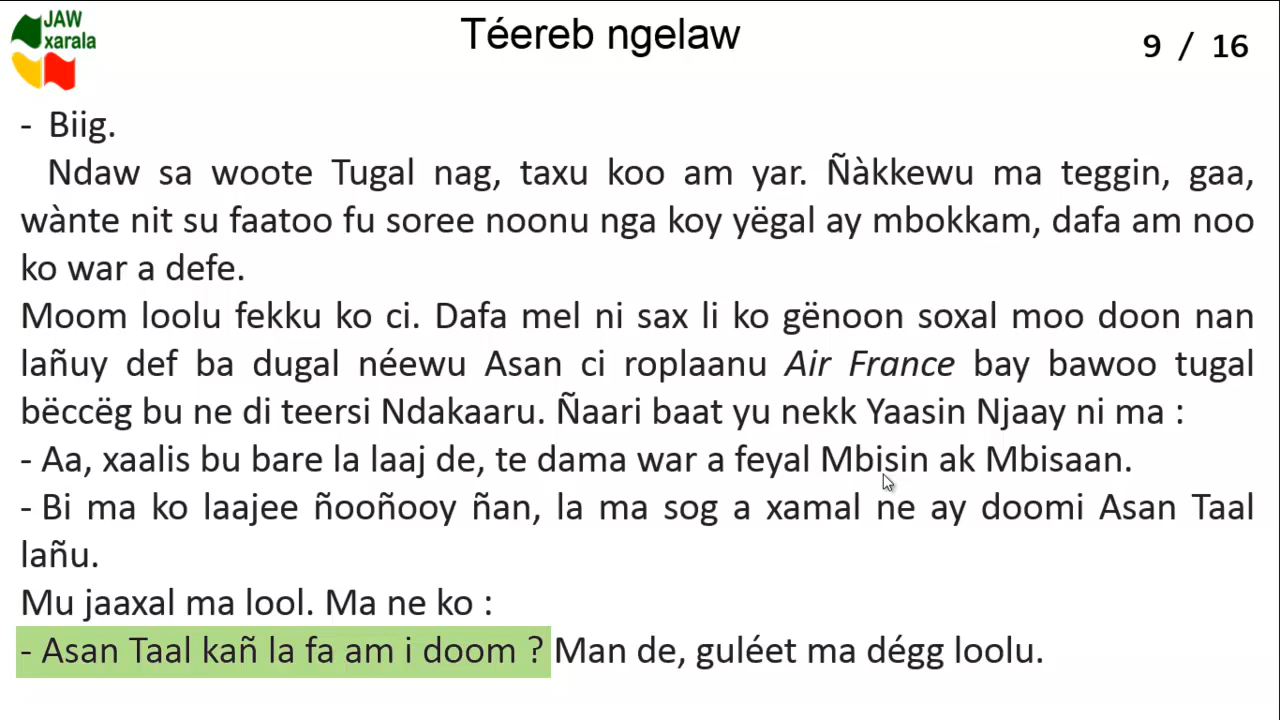 JAW
xarala
Téereb ngelaw
9 / 16
- Biig.
Ndaw sa woote Tugal nag, taxu koo am yar. Ñàkkewu ma teggin, gaa,
wànte nit su faatoo fu soree noonu nga koy yëgal ay mbokkam, dafa am noo
ko war a defe.
Moom loolu fekku ko ci. Dafa mel ni sax li ko gënoon soxal moo doon nan
lañuy def ba dugal néewu Asan ci roplaanu Air France bay bawoo tugal
bëccëg bu ne di teersi Ndakaaru. Ñaari baat yu nekk Yaasin Njaay ni ma :
- Aa, xaalis bu bare la laaj de, te dama war a feyal Mbisin ak Mbisaan.
- Bi ma ko laajee ñooñooy ñan, la ma sog a xamal ne ay doomi Asan Taal
lañu.
Mu jaaxal ma lool. Ma ne ko :
- Asan Taal kañ la fa am i doom ? Man de, guléet ma dégg loolu.